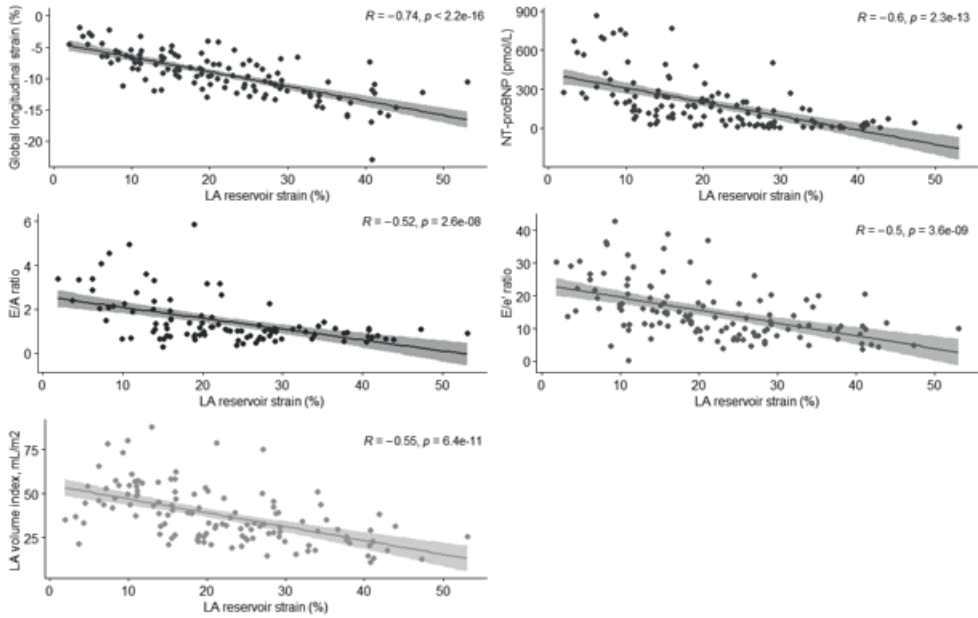 R = −0.74, p < 2.2e-16
Global longitudinal strain (%)
0
-5
-10
-15
-20
0 10 20 30 40 50
LA reservoir strain (%)
R = −0.6, p = 2.3e-13
NT-proBNP (pmol/L)
900
600
300
0
0 10 20 30 40 50
LA reservoir strain (%)
R = −0.52, p = 2.6e-08
E/A ratio
6
4
2
0
0 10 20 30 40 50
LA reservoir strain (%)
R = −0.5, p = 3.6e-09
E/e' ratio
40
30
20
10
0
0 10 20 30 40 50
LA reservoir strain (%)
R = −0.55, p = 6.4e-11
LA volume index, mL/m2
75
50
25
0 10 20 30 40 50
LA reservoir strain (%)